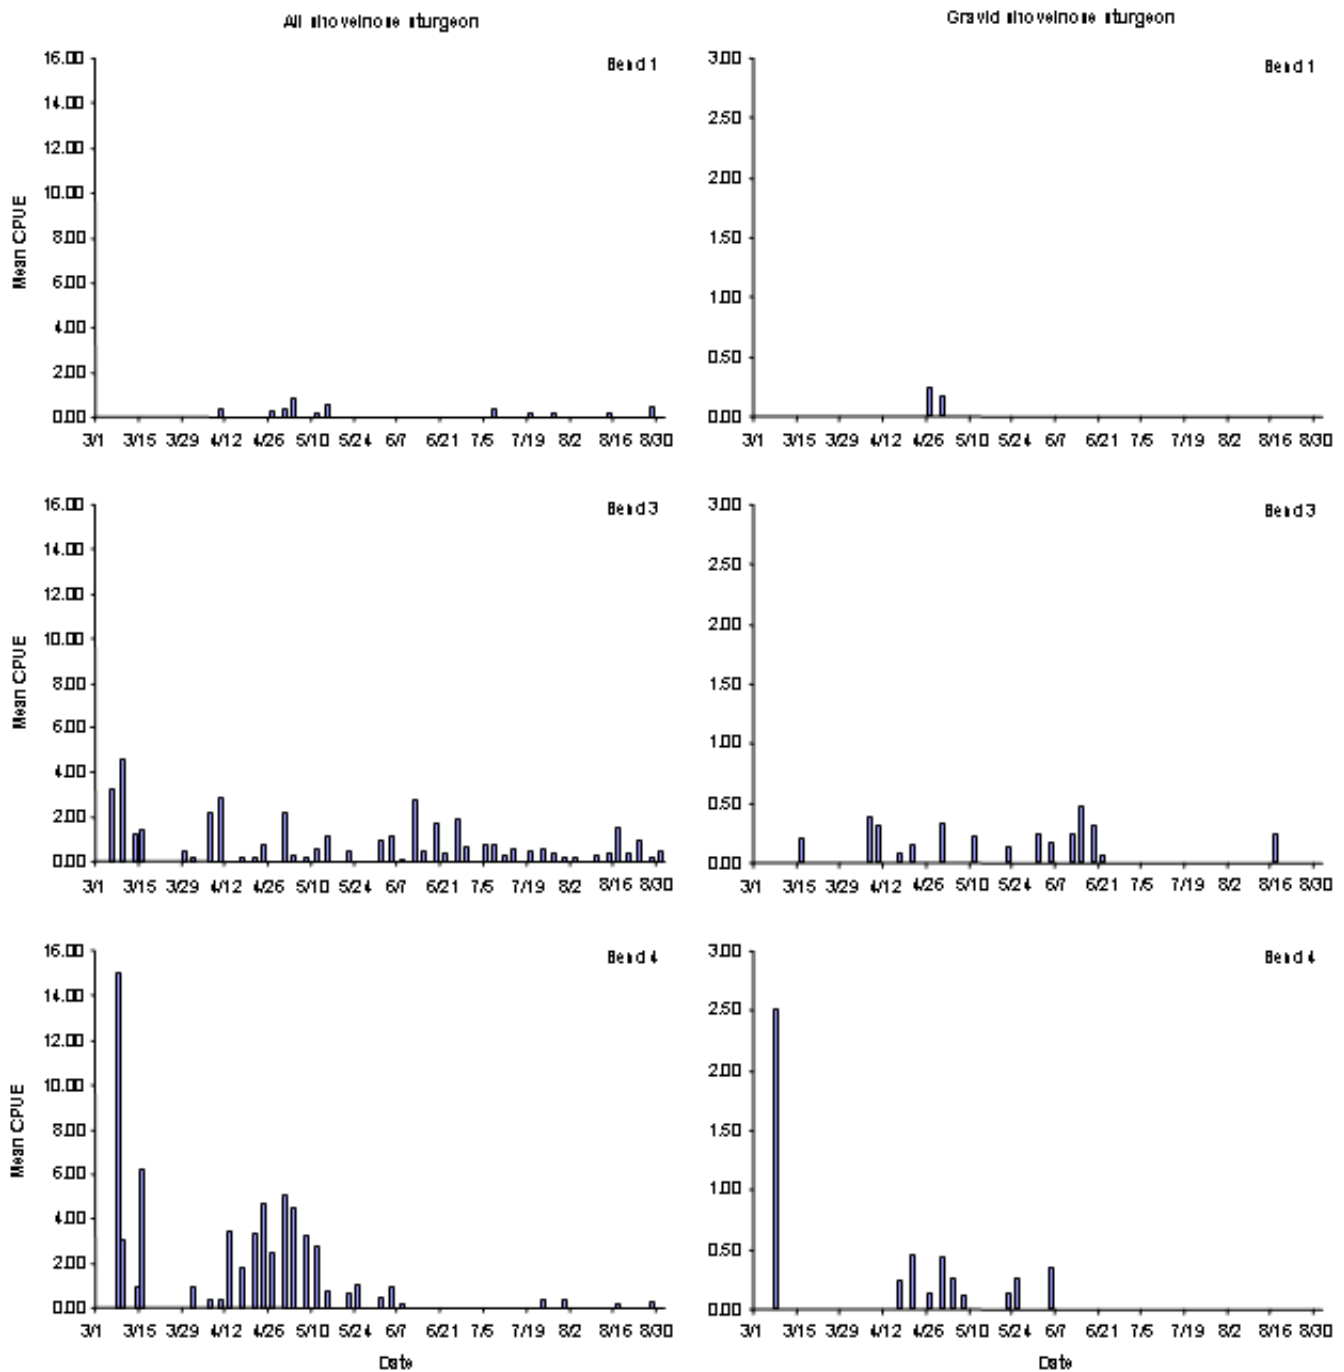 All shovelnose sturgeon
Gravid shovelnose sturgeon
16.00
14.00
12.00
10.00
8.00
6.00
4.00
2.00
0.00
Mean CPUE
Bend 1
3/1 3/15 3/29 4/12 4/26 5/10 5/24 6/7 6/21 7/5 7/19 8/2 8/16 8/30
3.00
2.50
2.00
1.50
1.00
0.50
0.00
Bend 1
3/1 3/15 3/29 4/12 4/26 5/10 5/24 6/7 6/21 7/5 7/19 8/2 8/16 8/30
16.00
14.00
12.00
10.00
8.00
6.00
4.00
2.00
0.00
Mean CPUE
Bend 3
3/1 3/15 3/29 4/12 4/26 5/10 5/24 6/7 6/21 7/5 7/19 8/2 8/16 8/30
3.00
2.50
2.00
1.50
1.00
0.50
0.00
Bend 3
3/1 3/15 3/29 4/12 4/26 5/10 5/24 6/7 6/21 7/5 7/19 8/2 8/16 8/30
16.00
14.00
12.00
10.00
8.00
6.00
4.00
2.00
0.00
Mean CPUE
Bend 4
3/1 3/15 3/29 4/12 4/26 5/10 5/24 6/7 6/21 7/5 7/19 8/2 8/16 8/30
Date
3.00
2.50
2.00
1.50
1.00
0.50
0.00
Bend 4
3/1 3/15 3/29 4/12 4/26 5/10 5/24 6/7 6/21 7/5 7/19 8/2 8/16 8/30
Date